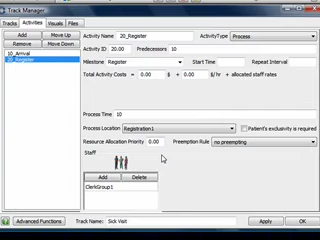 Track Manager
Tracks Activities Visuals Files
Add Move Up
Remove Move Down
10_Arrival
20_Register
Activity Name 20_Register ActivityType Process
Activity ID 20.00 Predecessors 10
Milestone Register Start Time Repeat Interval
Total Activity Costs = 0.00 $ + 0.00 $/hr + allocated staff rates
Process Time 10
Process Location Registration1 Patient's exclusivity is required
Resource Allocation Priority 0.00 Preemption Rule no preempting
Staff
Add Delete
ClerkGroup1
Advanced Functions Track Name: Sick Visit Apply OK